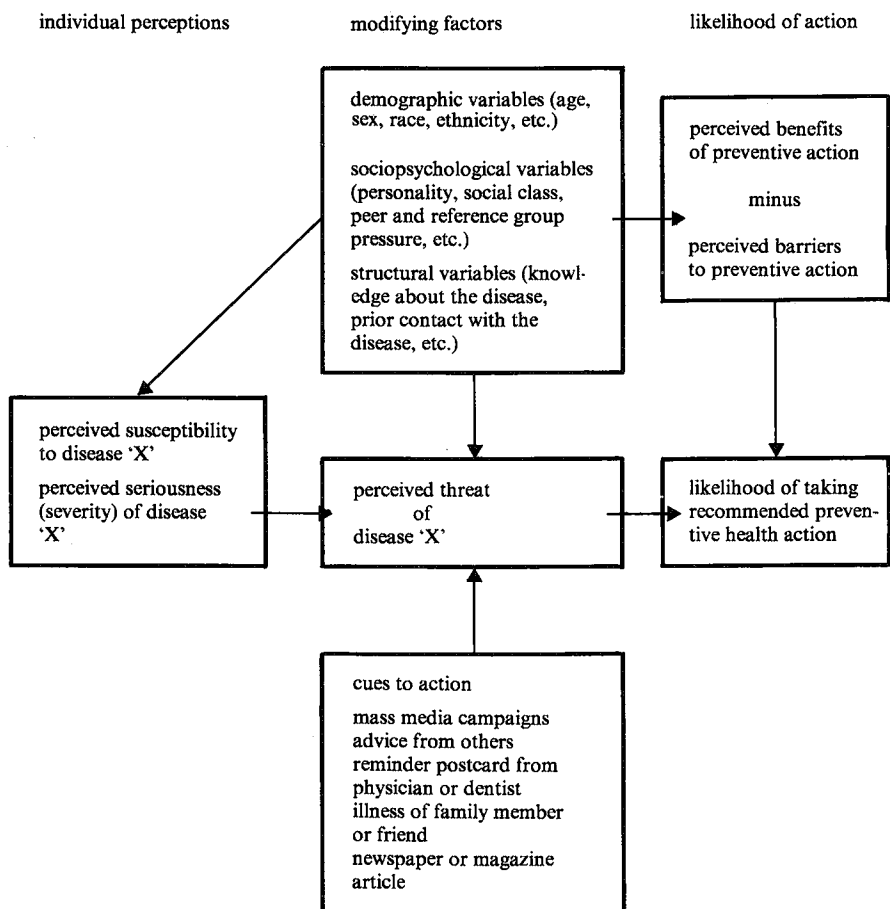 individual perceptions
modifying factors
likelihood of action
demographic variables (age,
sex, race, ethnicity, etc.)
sociopsychological variables
(personality, social class,
peer and reference group
pressure, etc.)
structural variables (knowl-
edge about the disease,
prior contact with the
disease, etc.)
perceived benefits
of preventive action
minus
perceived barriers
to preventive action
perceived susceptibility
to disease ‘X’
perceived seriousness
(severity) of disease
‘X’
perceived threat
of
disease ‘X’
likelihood of taking
recommended preven-
tive health action
cues to action
mass media campaigns
advice from others
reminder postcard from
physician or dentist
illness of family member
or friend
newspaper or magazine
article